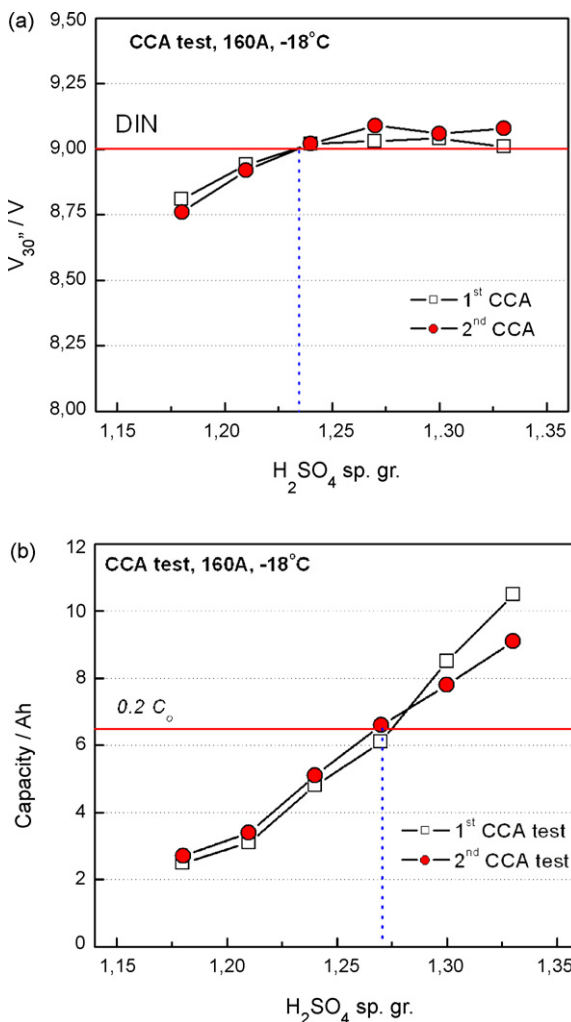 (a)
CCA test, 160A, -18°C
9,50
9,25
DIN
9,00
8,75
8,50
8,25
8,00
V30" / V
1st CCA
2nd CCA
1,15 1,20 1,25 1,.30 1,.35
H2SO4 sp. gr.
(b)
CCA test, 160A, -18°C
12
10
8
0.2 Co
6
4
2
0
Capacity / Ah
1st CCA test
2nd CCA test
1,15 1,20 1,25 1,30 1,35
H2SO4 sp. gr.